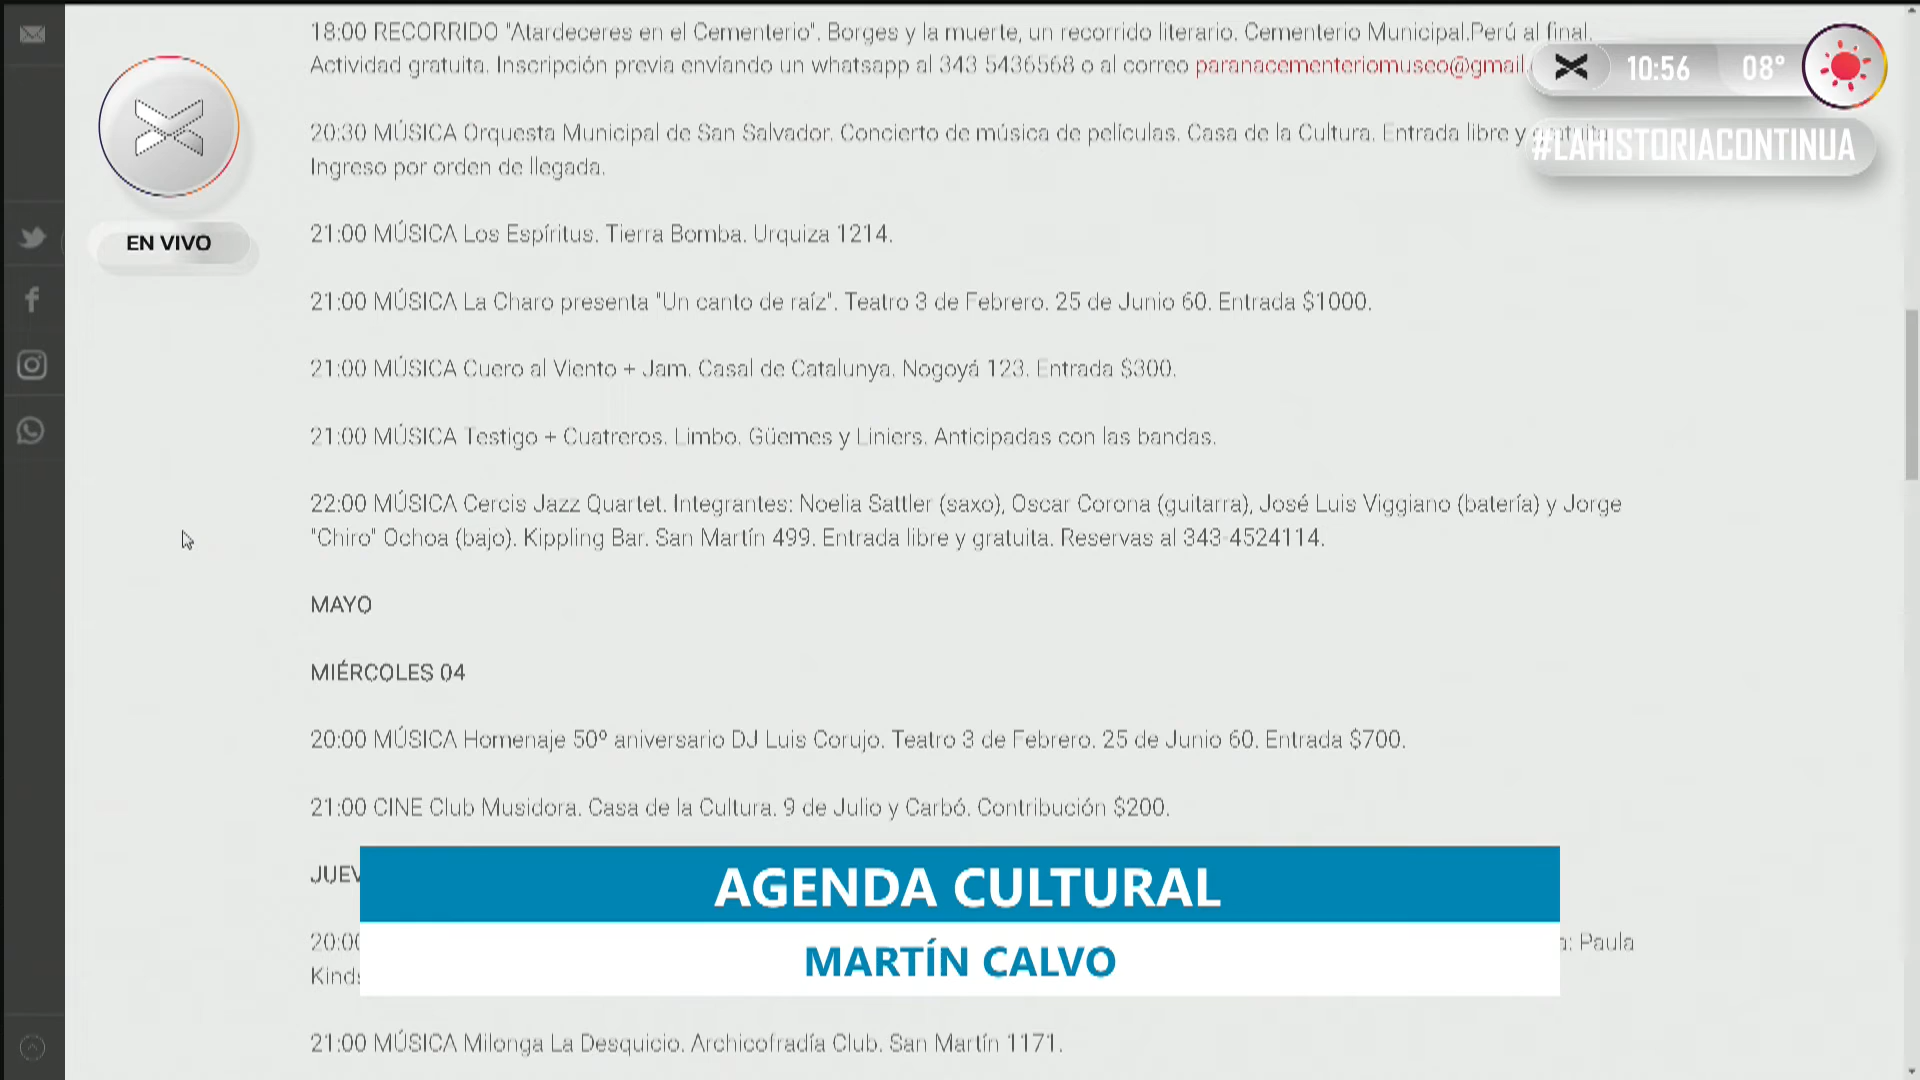 18:00 RECORRIDO "Atardeceres en el Cementerio". Borges y la muerte, un recorrido literario. Cementerio Municipal.Perú al final.
Actividad gratuita. Inscripción previa envíando un whatsapp al 343 5436568 o al correo paranacementeriomuseo@gmail.
10:56 08°
20:30 MÚSICA Orquesta Municipal de San Salvador. Concierto de música de películas. Casa de la Cultura. Entrada libre y gratuita.
#LAHISTORIACONTINUA
Ingreso por orden de llegada.
EN VIVO
21:00 MÚSICA Los Espíritus. Tierra Bomba. Urquiza 1214.
21:00 MÚSICA La Charo presenta "Un canto de raíz". Teatro 3 de Febrero. 25 de Junio 60. Entrada $1000.
21:00 MÚSICA Cuero al Viento + Jam. Casal de Catalunya. Nogoyá 123. Entrada $300.
21:00 MÚSICA Testigo + Cuatreros. Limbo. Güemes y Liniers. Anticipadas con las bandas.
22:00 MÚSICA Cercis Jazz Quartet. Integrantes: Noelia Sattler (saxo), Oscar Corona (guitarra), José Luis Viggiano (batería) y Jorge
"Chiro" Ochoa (bajo). Kippling Bar. San Martín 499. Entrada libre y gratuita. Reservas al 343-4524114.
MAYO
MIÉRCOLES 04
20:00 MÚSICA Homenaje 50º aniversario DJ Luis Corujo. Teatro 3 de Febrero. 25 de Junio 60. Entrada $700.
21:00 CINE Club Musidora. Casa de la Cultura. 9 de Julio y Carbó. Contribución $200.
AGENDA CULTURAL
MARTÍN CALVO
20:00 Paula
21:00 MÚSICA Milonga La Desquicio. Archicofradía Club. San Martín 1171.